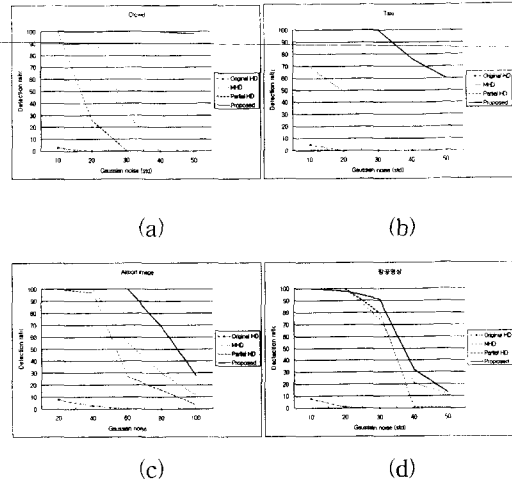 Crowd
100
90
80
70
60
50
40
30
20
10
0
10 20 30 40 50
Detection ratio
Gaussian noise (std)
Original HD
MHD
Partial HD
Proposed
(a)
100
90
80
70
60
50
40
30
20
10
0
10 20 30 40 50
Detection ratio
Gaussian noise (std)
Original HD
MHD
Partial HD
Proposed
(b)
Airport image
100
90
80
70
60
50
40
30
20
10
0
20 40 60 80 100
Detection ratio
Gaussian noise
Original HD
MHD
Partial HD
Proposed
(c)
항공영상
100
90
80
70
60
50
40
30
20
10
0
10 20 30 40 50
Detection ratio
Gaussian noise (std)
Original HD
MHD
Partial HD
Proposed
(d)